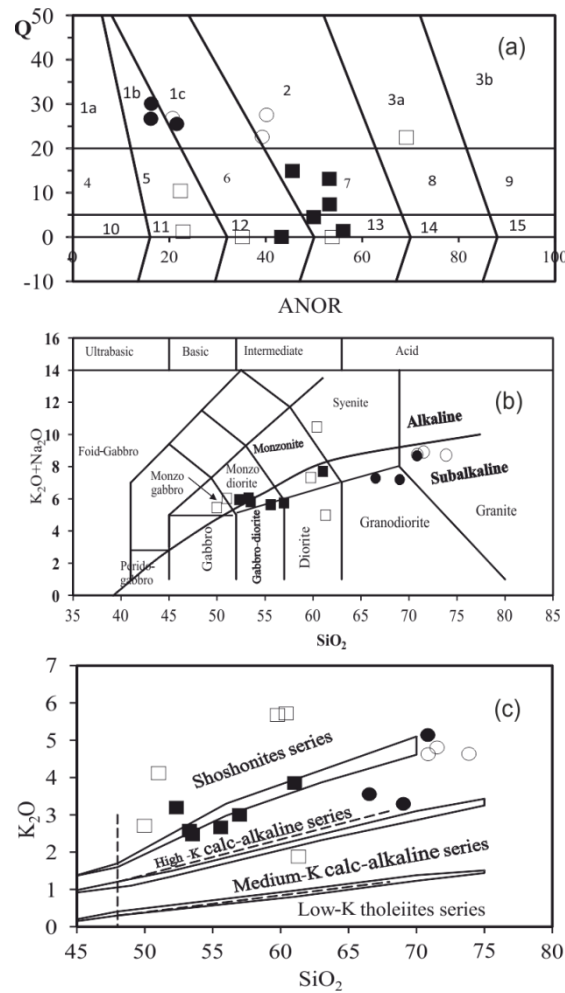 Q
50
40
30
20
10
0
-10
0
20
40
60
80
100
ANOR
(a)
1a
1b
1c
2
3a
3b
4
5
6
7
8
9
10
11
12
13
14
15
16
14
12
10
8
6
4
2
0
K₂O+Na₂O
Ultrabasic
Basic
Intermediate
Acid
(b)
Syenite
Alkaline
Foid-Gabbro
Monzonite
Monzo
gabbro
Monzo
diorite
Subalkaline
Granite
Granodiorite
Gabbro
Gabbro-diorite
Diorite
Perido-
gabbro
35
40
45
50
55
60
65
70
75
80
85
SiO₂
7
6
5
4
3
2
1
0
K₂O
(c)
Shoshonites series
High -K calc-alkaline series
Medium-K calc-alkaline series
Low-K tholeiites series
45
50
55
60
65
70
75
80
SiO₂